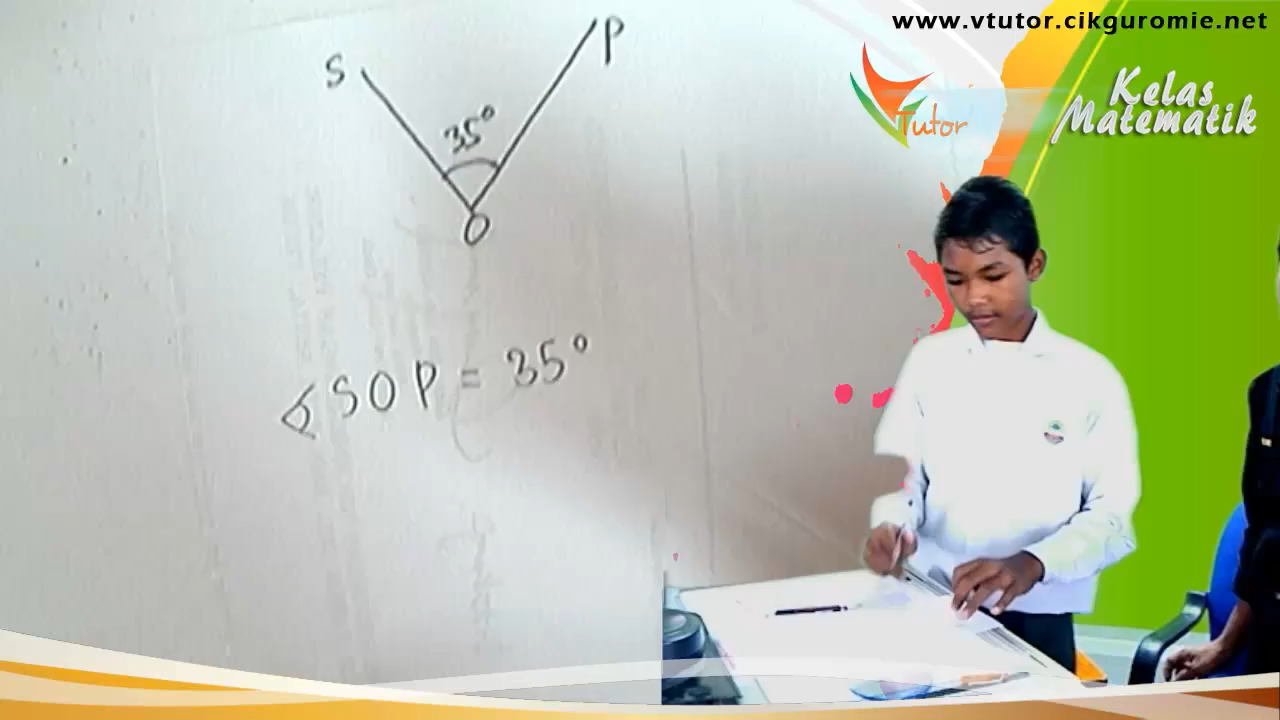 www.vtutor.cikguromie.net
Tutor
Kelas
Matematik
S
P
35°
O
∡SOP = 35°